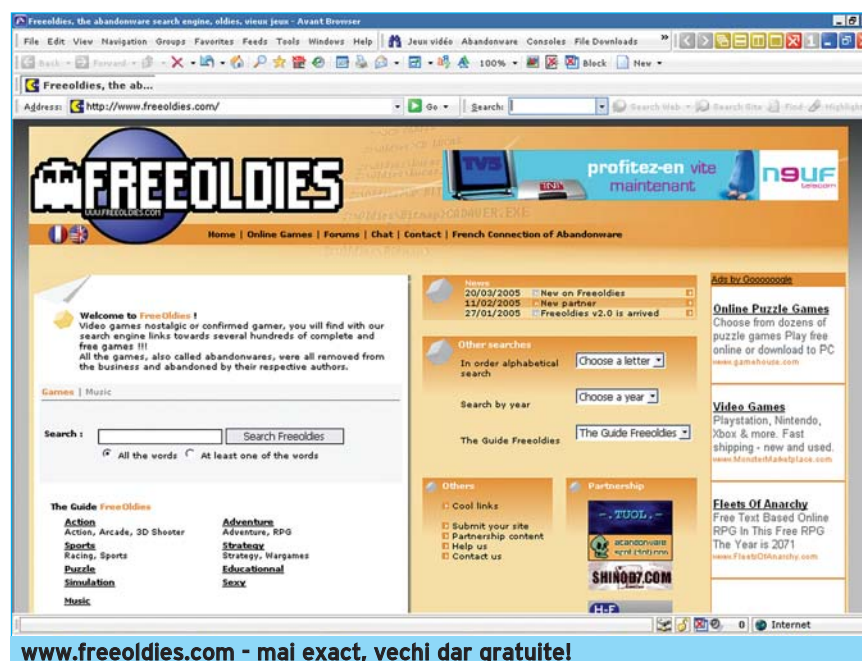 Freeoldies, the abandonware search engine, oldies, vieux jeux - Avant Browser
File Edit View Navigation Groups Favorites Feeds Tools Windows Help
Jeux vidéo Abandonware Consoles File Downloads »
Back Forward 100% Block New
Freeoldies, the ab...
Address: http://www.freeoldies.com/ Go Search: Search Web Search Site Find Highlight
FREEOLDIES
WWW.FREEOLDIES.COM
TV5
profitez-en vite
maintenant
n9uf
telecom
Home | Online Games | Forums | Chat | Contact | French Connection of Abandonware
Welcome to FreeOldies !
Video games nostalgic or confirmed gamer, you will find with our
search engine links towards several hundreds of complete and
free games !!!
All the games, also called abandonwares, were all removed from
the business and abandoned by their respective authors.
Games | Music
Search :
Search Freeoldies
All the words At least one of the words
The Guide FreeOldies
Action
Action, Arcade, 3D Shooter
Adventure
Adventure, RPG
Sports
Racing, Sports
Strategy
Strategy, Wargames
Puzzle
Educationnal
Simulation
Sexy
Music
News
20/03/2005 New on Freeoldies
11/02/2005 New partner
27/01/2005 Freeoldies v2.0 is arrived
Other searches
In order alphabetical
search
Choose a letter
Search by year
Choose a year
The Guide Freeoldies
The Guide Freeoldies
Others
Cool links
Submit your site
Partnership content
Help us
Contact us
Partnership
-.TUOL.-
abandonware
SHINOB7.COM
H-F
Ads by Goooooogle
Online Puzzle Games
Choose from dozens of
puzzle games Play free
online or download to PC
www.gamehouse.com
Video Games
Playstation, Nintendo,
Xbox & more. Fast
shipping - new and used.
www.MonsterMarketplace.com
Fleets Of Anarchy
Free Text Based Online
RPG In This Free RPG
The Year is 2071
www.FleetsOfAnarchy.com
0 Internet
www.freeoldies.com - mai exact, vechi dar gratuite!